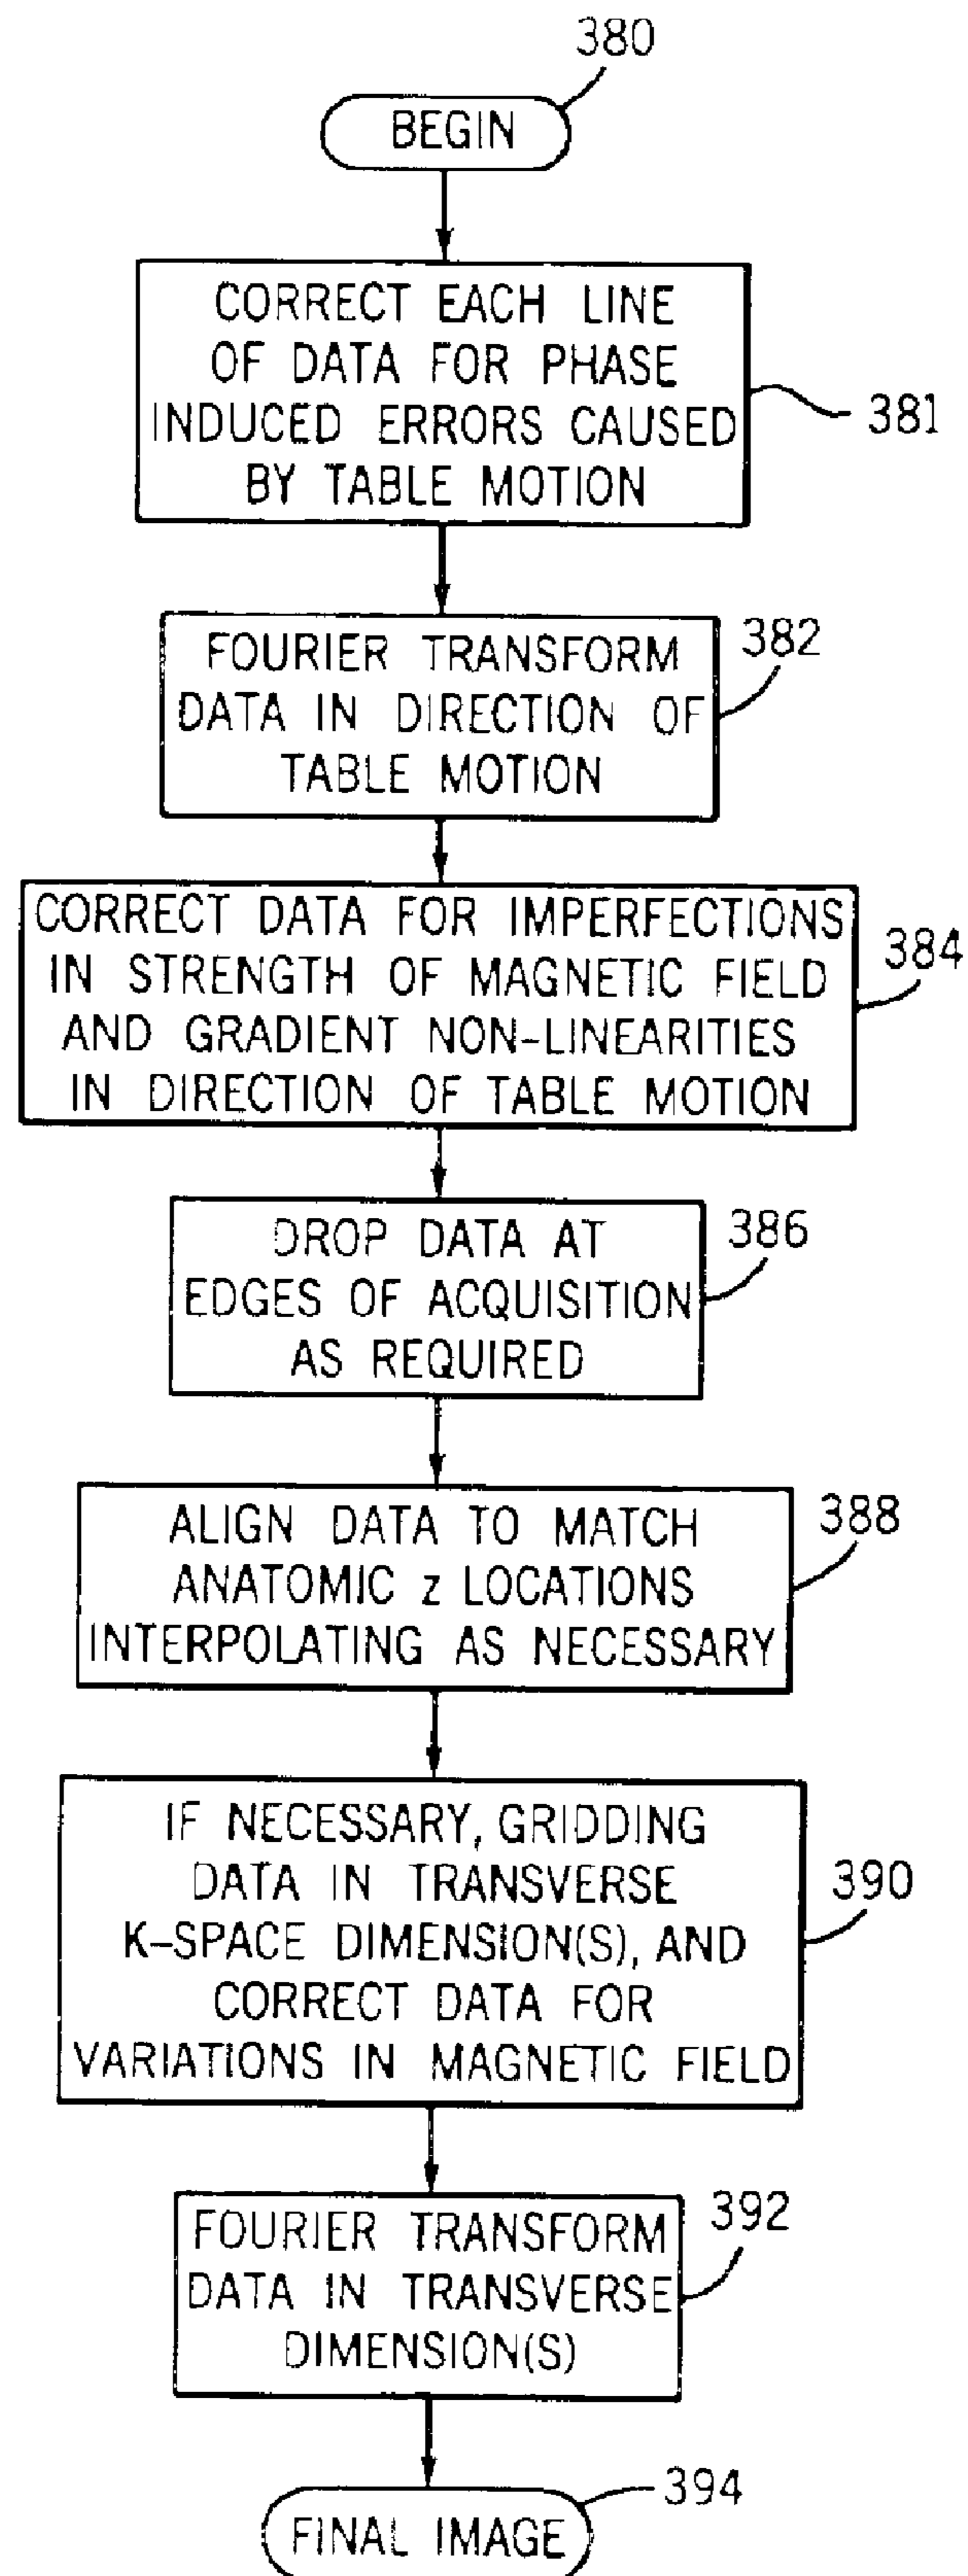 380
BEGIN
CORRECT EACH LINE
OF DATA FOR PHASE
INDUCED ERRORS CAUSED
BY TABLE MOTION
381
FOURIER TRANSFORM
DATA IN DIRECTION OF
TABLE MOTION
382
CORRECT DATA FOR IMPERFECTIONS
IN STRENGTH OF MAGNETIC FIELD
AND GRADIENT NON-LINEARITIES
IN DIRECTION OF TABLE MOTION
384
DROP DATA AT
EDGES OF ACQUISITION
AS REQUIRED
386
ALIGN DATA TO MATCH
ANATOMIC z LOCATIONS
INTERPOLATING AS NECESSARY
388
IF NECESSARY, GRIDDING
DATA IN TRANSVERSE
K-SPACE DIMENSION(S), AND
CORRECT DATA FOR
VARIATIONS IN MAGNETIC FIELD
390
FOURIER TRANSFORM
DATA IN TRANSVERSE
DIMENSION(S)
392
394
FINAL IMAGE